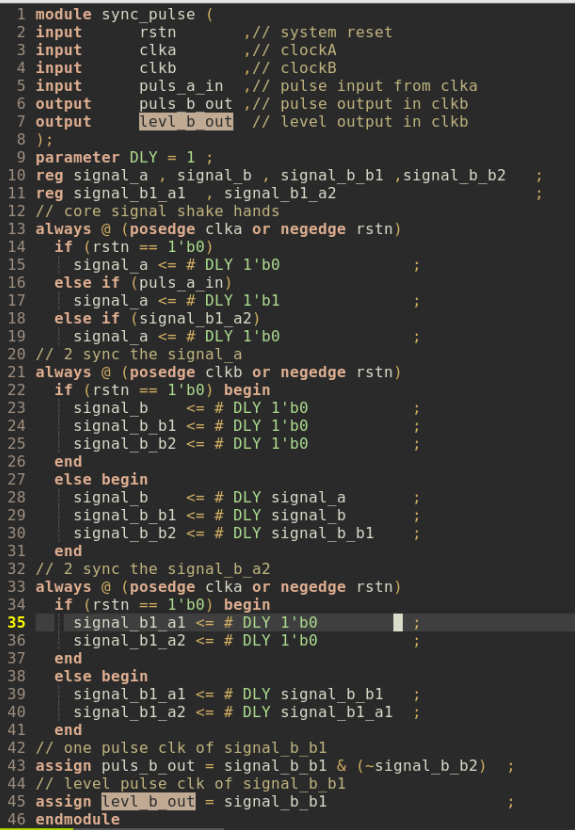 1 module sync_pulse (
2 input      rstn       ,// system reset
3 input      clka       ,// clockA
4 input      clkb       ,// clockB
5 input      puls_a_in  ,// pulse input from clka
6 output     puls_b_out ,// pulse output in clkb
7 output     levl_b_out  // level output in clkb
8 );
9 parameter DLY = 1 ;
10 reg signal_a , signal_b , signal_b_b1 ,signal_b_b2   ;
11 reg signal_b1_a1  , signal_b1_a2                     ;
12 // core signal shake hands
13 always @ (posedge clka or negedge rstn)
14   if (rstn == 1'b0)
15     signal_a <= # DLY 1'b0              ;
16   else if (puls_a_in)
17     signal_a <= # DLY 1'b1              ;
18   else if (signal_b1_a2)
19     signal_a <= # DLY 1'b0              ;
20 // 2 sync the signal_a
21 always @ (posedge clkb or negedge rstn)
22   if (rstn == 1'b0) begin
23     signal_b    <= # DLY 1'b0           ;
24     signal_b_b1 <= # DLY 1'b0           ;
25     signal_b_b2 <= # DLY 1'b0           ;
26   end
27   else begin
28     signal_b    <= # DLY signal_a       ;
29     signal_b_b1 <= # DLY signal_b       ;
30     signal_b_b2 <= # DLY signal_b_b1    ;
31   end
32 // 2 sync the signal_b_a2
33 always @ (posedge clka or negedge rstn)
34   if (rstn == 1'b0) begin
35     signal_b1_a1 <= # DLY 1'b0          ;
36     signal_b1_a2 <= # DLY 1'b0          ;
37   end
38   else begin
39     signal_b1_a1 <= # DLY signal_b_b1   ;
40     signal_b1_a2 <= # DLY signal_b1_a1  ;
41   end
42 // one pulse clk of signal_b_b1
43 assign puls_b_out = signal_b_b1 & (~signal_b_b2)  ;
44 // level pulse clk of signal_b_b1
45 assign levl_b_out = signal_b_b1                   ;
46 endmodule